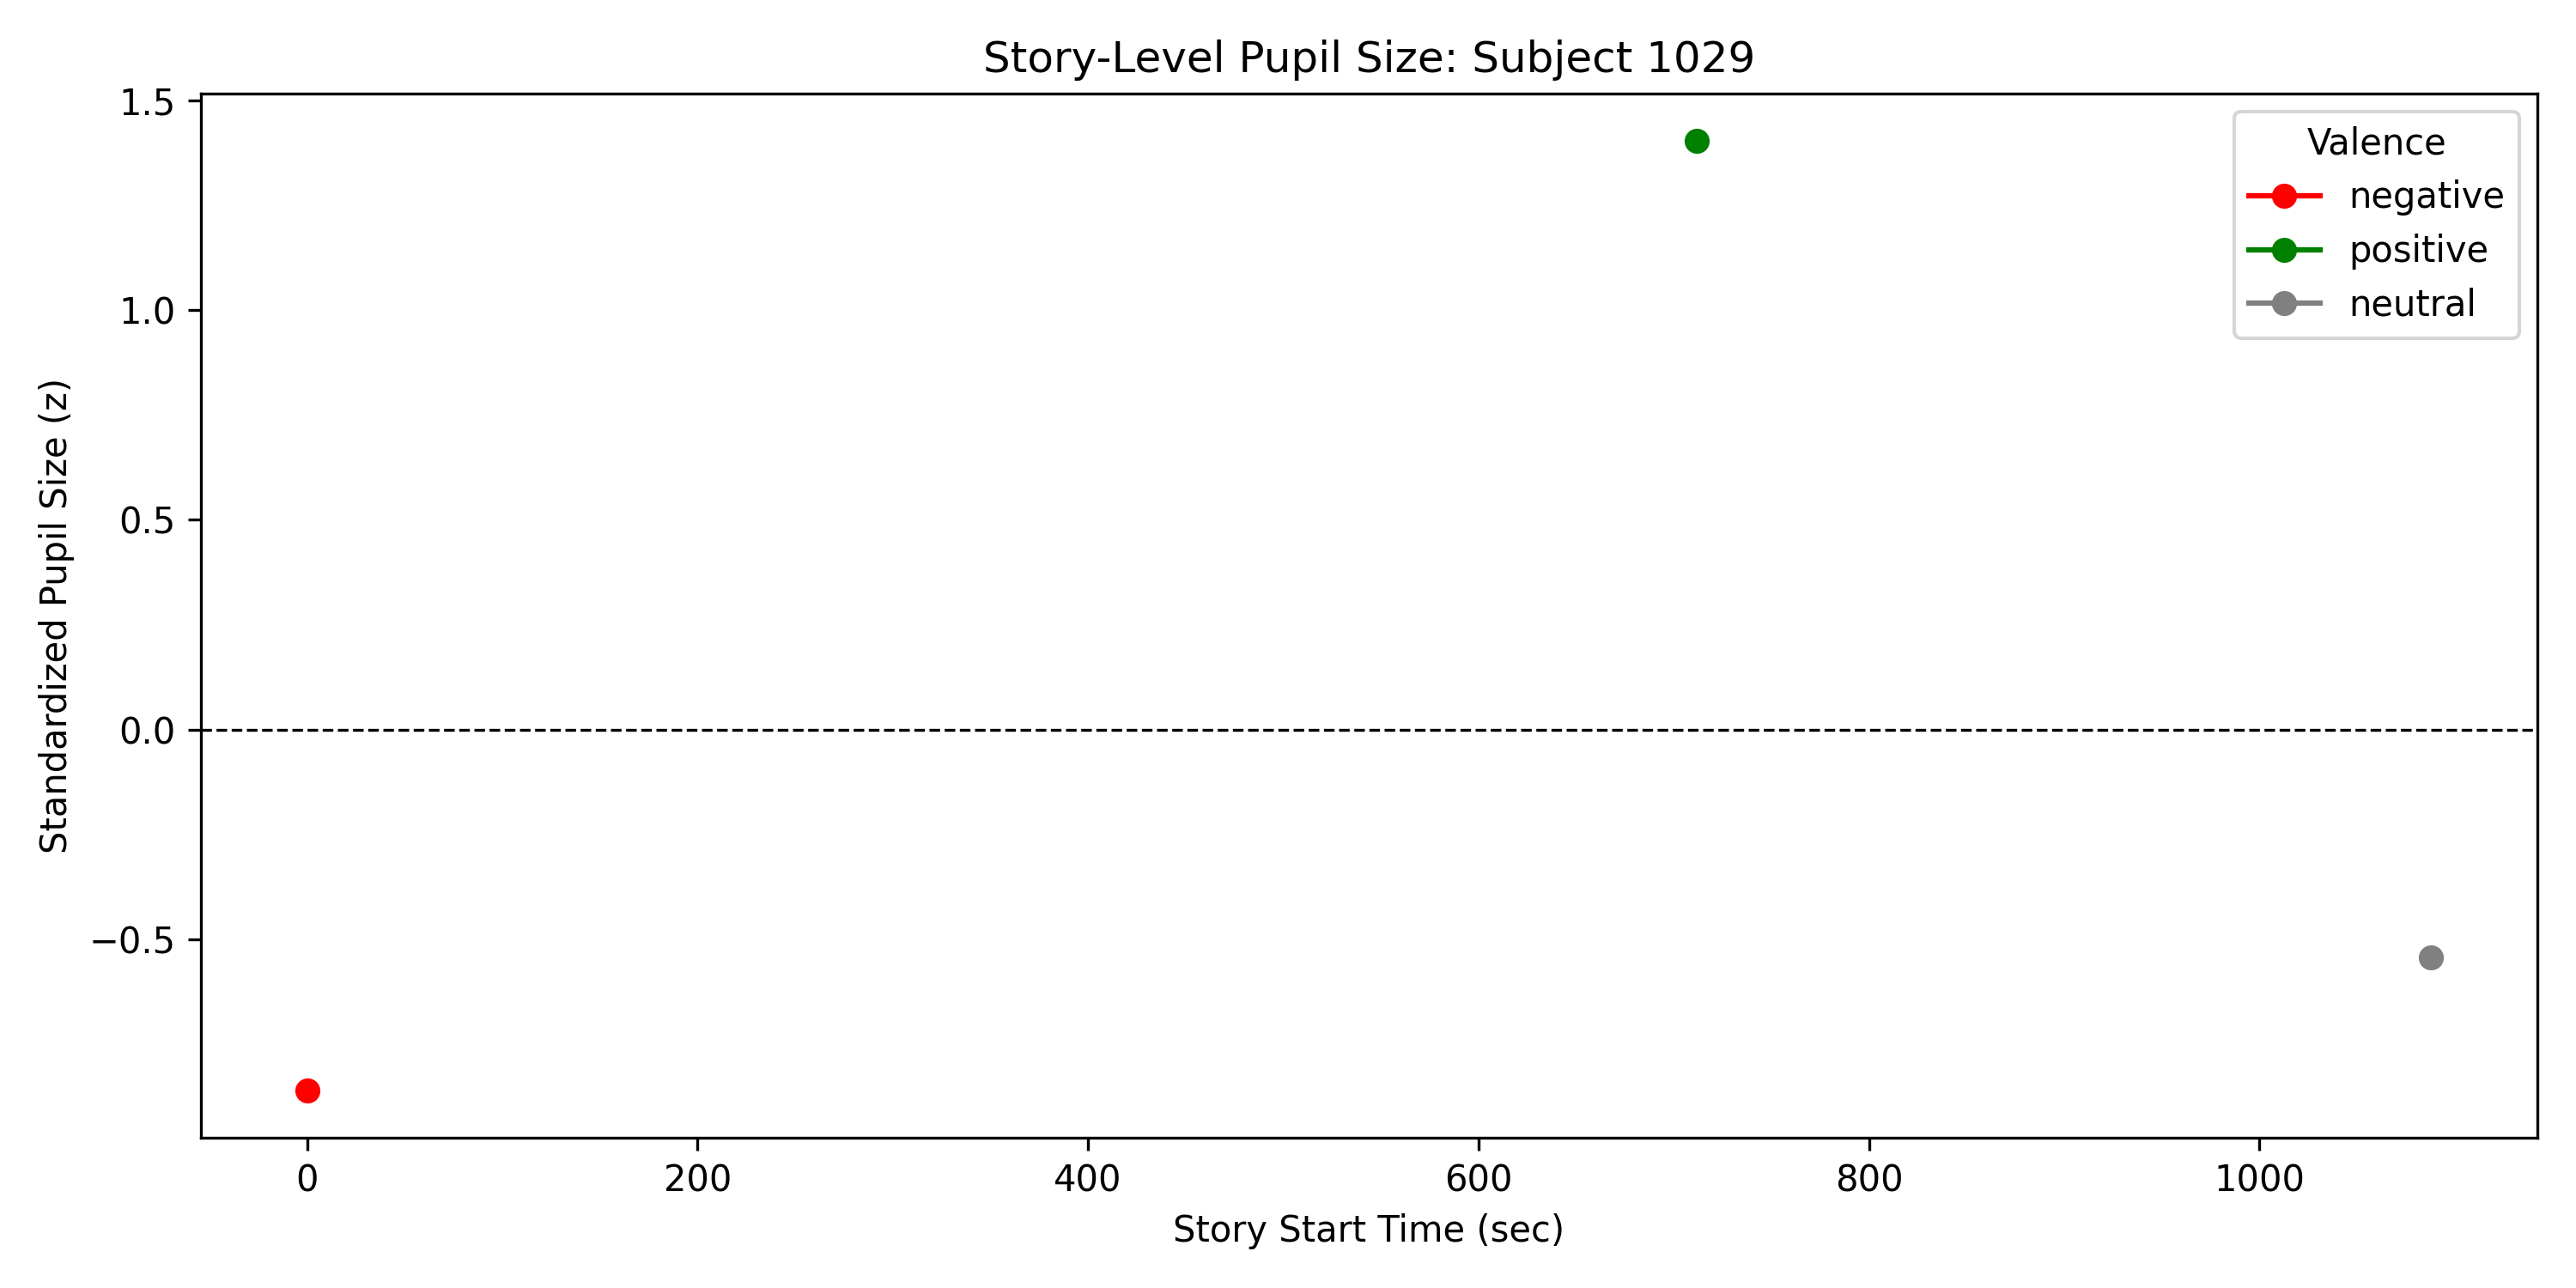 Story-Level Pupil Size: Subject 1029
1.5
1.0
0.5
0.0
−0.5
Standardized Pupil Size (z)
Valence
negative
positive
neutral
0 200 400 600 800 1000
Story Start Time (sec)